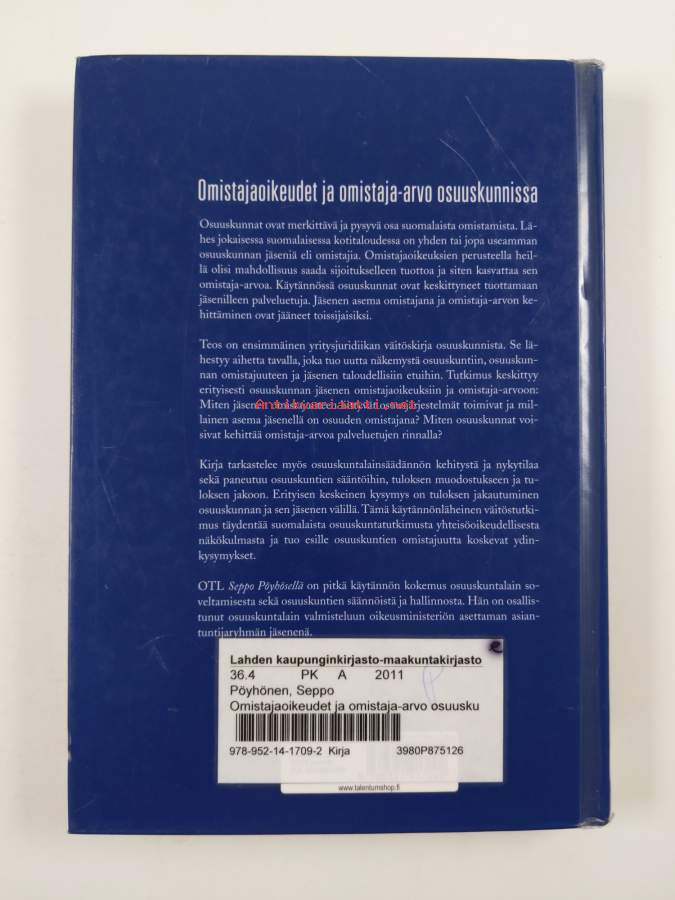 Omistajaoikeudet ja omistaja-arvo osuuskunnissa
Osuuskunnat ovat merkittävä ja pysyvä osa suomalaista omistamista. Lä-
hes jokaisessa suomalaisessa kotitaloudessa on yhden tai jopa useamman
osuuskunnan jäseniä eli omistajia. Omistajaoikeuksien perusteella heil-
lä olisi mahdollisuus saada sijoitukselleen tuottoa ja siten kasvattaa sen
omistaja-arvoa. Käytännössä osuuskunnat ovat keskittyneet tuottamaan
jäsenilleen palveluetuja. Jäsenen asema omistajana ja omistaja-arvon ke-
hittäminen ovat jääneet toissijaisiksi.
Teos on ensimmäinen yritysjuridiikan väitöskirja osuuskunnista. Se lä-
hestyy aihetta tavalla, joka tuo uutta näkemystä osuuskuntiin, osuuskun-
nan omistajuuteen ja jäsenen taloudellisiin etuihin. Tutkimus keskittyy
erityisesti osuuskunnan jäsenen omistajaoikeuksiin ja omistaja-arvoon:
Miten jäsenen omistukseen liittyvät osuusjärjestelmät toimivat ja mil-
lainen asema jäsenellä on osuuden omistajana? Miten osuuskunnat voi-
sivat kehittää omistaja-arvoa palveluetujen rinnalla?
Antikvariaatti.net
Kirja tarkastelee myös osuuskuntalainsäädännön kehitystä ja nykytilaa
sekä paneutuu osuuskuntien sääntöihin, tuloksen muodostukseen ja tu-
loksen jakoon. Erityisen keskeinen kysymys on tuloksen jakautuminen
osuuskunnan ja sen jäsenen välillä. Tämä käytännönläheinen väitöstutki-
mus täydentää suomalaista osuuskuntatutkimusta yhteisöoikeudellisesta
näkökulmasta ja tuo esille osuuskuntien omistajuutta koskevat ydin-
kysymykset.
OTL Seppo Pöyhösellä on pitkä käytännön kokemus osuuskuntalain so-
veltamisesta sekä osuuskuntien säännöistä ja hallinnosta. Hän on osallis-
tunut osuuskuntalain valmisteluun oikeusministeriön asettaman asian-
tuntijaryhmän jäsenenä.
Lahden kaupunginkirjasto-maakuntakirjasto
36.4 PK A 2011
Pöyhönen, Seppo
Omistajaoikeudet ja omistaja-arvo osuusku
978-952-14-1709-2 Kirja 3980P875126
www.talentumshop.fi